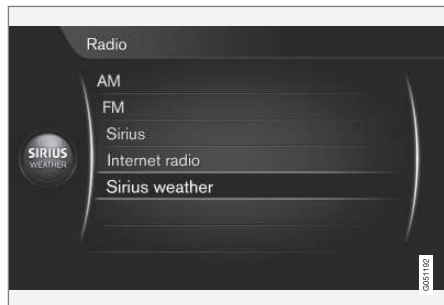 Radio
AM
FM
Sirius
SIRIUS
WEATHER
Internet radio
Sirius weather
G051192